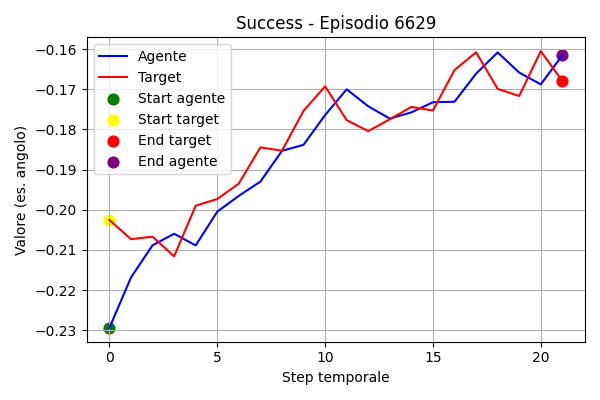 Success - Episodio 6629
Valore (es. angolo)
−0.16
−0.17
−0.18
−0.19
−0.20
−0.21
−0.22
−0.23
Agente
Target
Start agente
Start target
End target
End agente
0
5
10
15
20
Step temporale